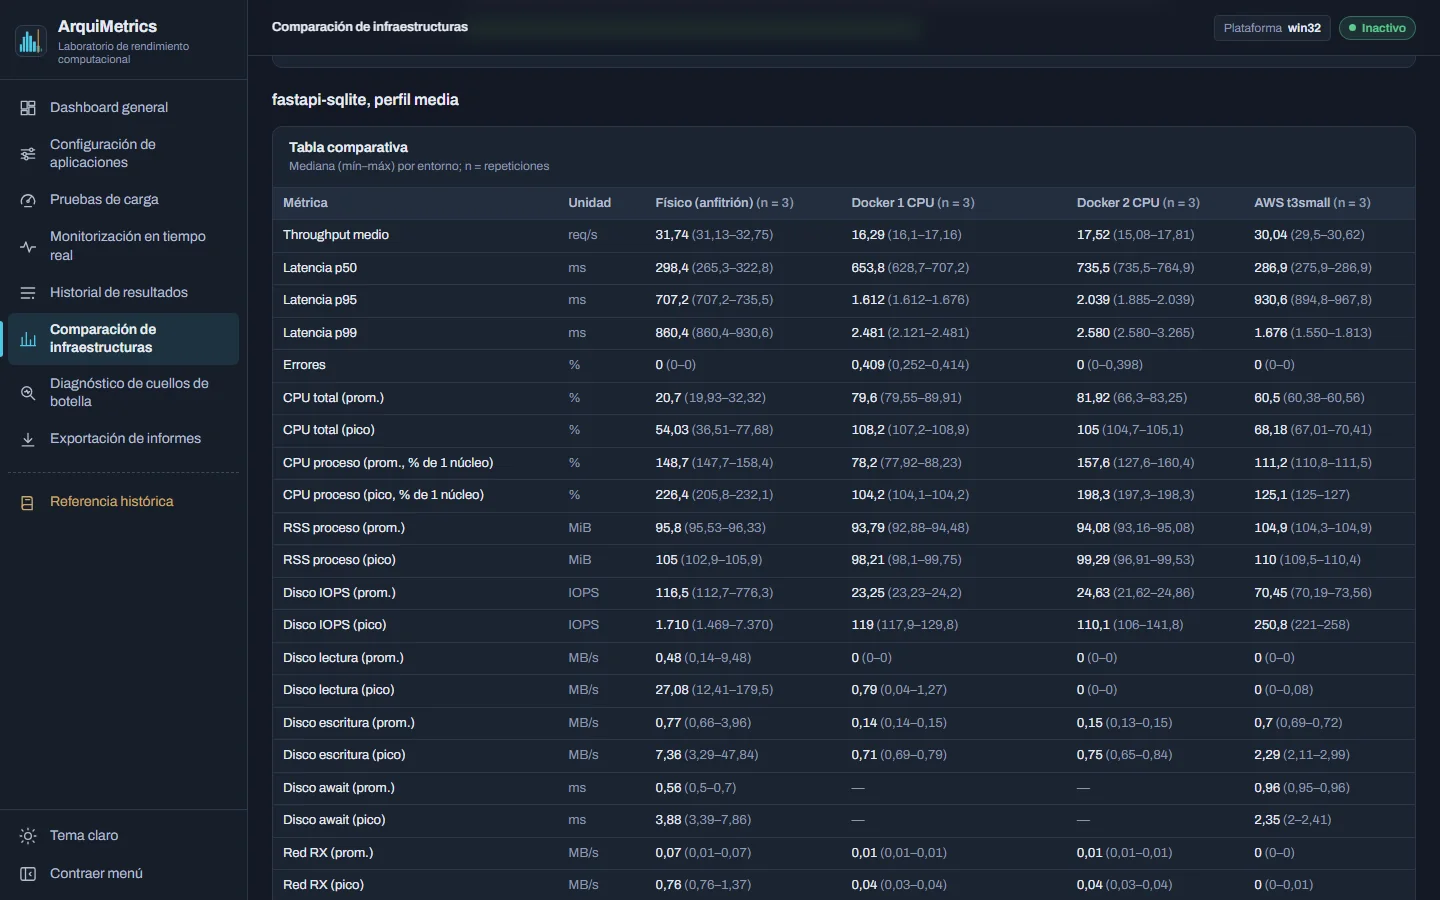 ArquiMetrics
Laboratorio de rendimiento
computacional
Dashboard general
Configuración de
aplicaciones
Pruebas de carga
Monitorización en tiempo
real
Historial de resultados
Comparación de
infraestructuras
Diagnóstico de cuellos de
botella
Exportación de informes
Referencia histórica
Tema claro
Contraer menú
Comparación de infraestructuras
Plataforma win32
Inactivo
fastapi-sqlite, perfil media
Tabla comparativa
Mediana (mín–máx) por entorno; n = repeticiones
Métrica Unidad Físico (anfitrión) (n = 3) Docker 1 CPU (n = 3) Docker 2 CPU (n = 3) AWS t3small (n = 3)
Throughput medio req/s 31,74 (31,13–32,75) 16,29 (16,1–17,16) 17,52 (15,08–17,81) 30,04 (29,5–30,62)
Latencia p50 ms 298,4 (265,3–322,8) 653,8 (628,7–707,2) 735,5 (735,5–764,9) 286,9 (275,9–286,9)
Latencia p95 ms 707,2 (707,2–735,5) 1.612 (1.612–1.676) 2.039 (1.885–2.039) 930,6 (894,8–967,8)
Latencia p99 ms 860,4 (860,4–930,6) 2.481 (2.121–2.481) 2.580 (2.580–3.265) 1.676 (1.550–1.813)
Errores % 0 (0–0) 0,409 (0,252–0,414) 0 (0–0,398) 0 (0–0)
CPU total (prom.) % 20,7 (19,93–32,32) 79,6 (79,55–89,91) 81,92 (66,3–83,25) 60,5 (60,38–60,56)
CPU total (pico) % 54,03 (36,51–77,68) 108,2 (107,2–108,9) 105 (104,7–105,1) 68,18 (67,01–70,41)
CPU proceso (prom., % de 1 núcleo) % 148,7 (147,7–158,4) 78,2 (77,92–88,23) 157,6 (127,6–160,4) 111,2 (110,8–111,5)
CPU proceso (pico, % de 1 núcleo) % 226,4 (205,8–232,1) 104,2 (104,1–104,2) 198,3 (197,3–198,3) 125,1 (125–127)
RSS proceso (prom.) MiB 95,8 (95,53–96,33) 93,79 (92,88–94,48) 94,08 (93,16–95,08) 104,9 (104,3–104,9)
RSS proceso (pico) MiB 105 (102,9–105,9) 98,21 (98,1–99,75) 99,29 (96,91–99,53) 110 (109,5–110,4)
Disco IOPS (prom.) IOPS 116,5 (112,7–776,3) 23,25 (23,23–24,2) 24,63 (21,62–24,86) 70,45 (70,19–73,56)
Disco IOPS (pico) IOPS 1.710 (1.469–7.370) 119 (117,9–129,8) 110,1 (106–141,8) 250,8 (221–258)
Disco lectura (prom.) MB/s 0,48 (0,14–9,48) 0 (0–0) 0 (0–0) 0 (0–0)
Disco lectura (pico) MB/s 27,08 (12,41–179,5) 0,79 (0,04–1,27) 0 (0–0) 0 (0–0,08)
Disco escritura (prom.) MB/s 0,77 (0,66–3,96) 0,14 (0,14–0,15) 0,15 (0,13–0,15) 0,7 (0,69–0,72)
Disco escritura (pico) MB/s 7,36 (3,29–47,84) 0,71 (0,69–0,79) 0,75 (0,65–0,84) 2,29 (2,11–2,99)
Disco await (prom.) ms 0,56 (0,5–0,7) — — 0,96 (0,95–0,96)
Disco await (pico) ms 3,88 (3,39–7,86) — — 2,35 (2–2,41)
Red RX (prom.) MB/s 0,07 (0,01–0,07) 0,01 (0,01–0,01) 0,01 (0,01–0,01) 0 (0–0)
Red RX (pico) MB/s 0,76 (0,76–1,37) 0,04 (0,03–0,04) 0,04 (0,03–0,04) 0 (0–0,01)